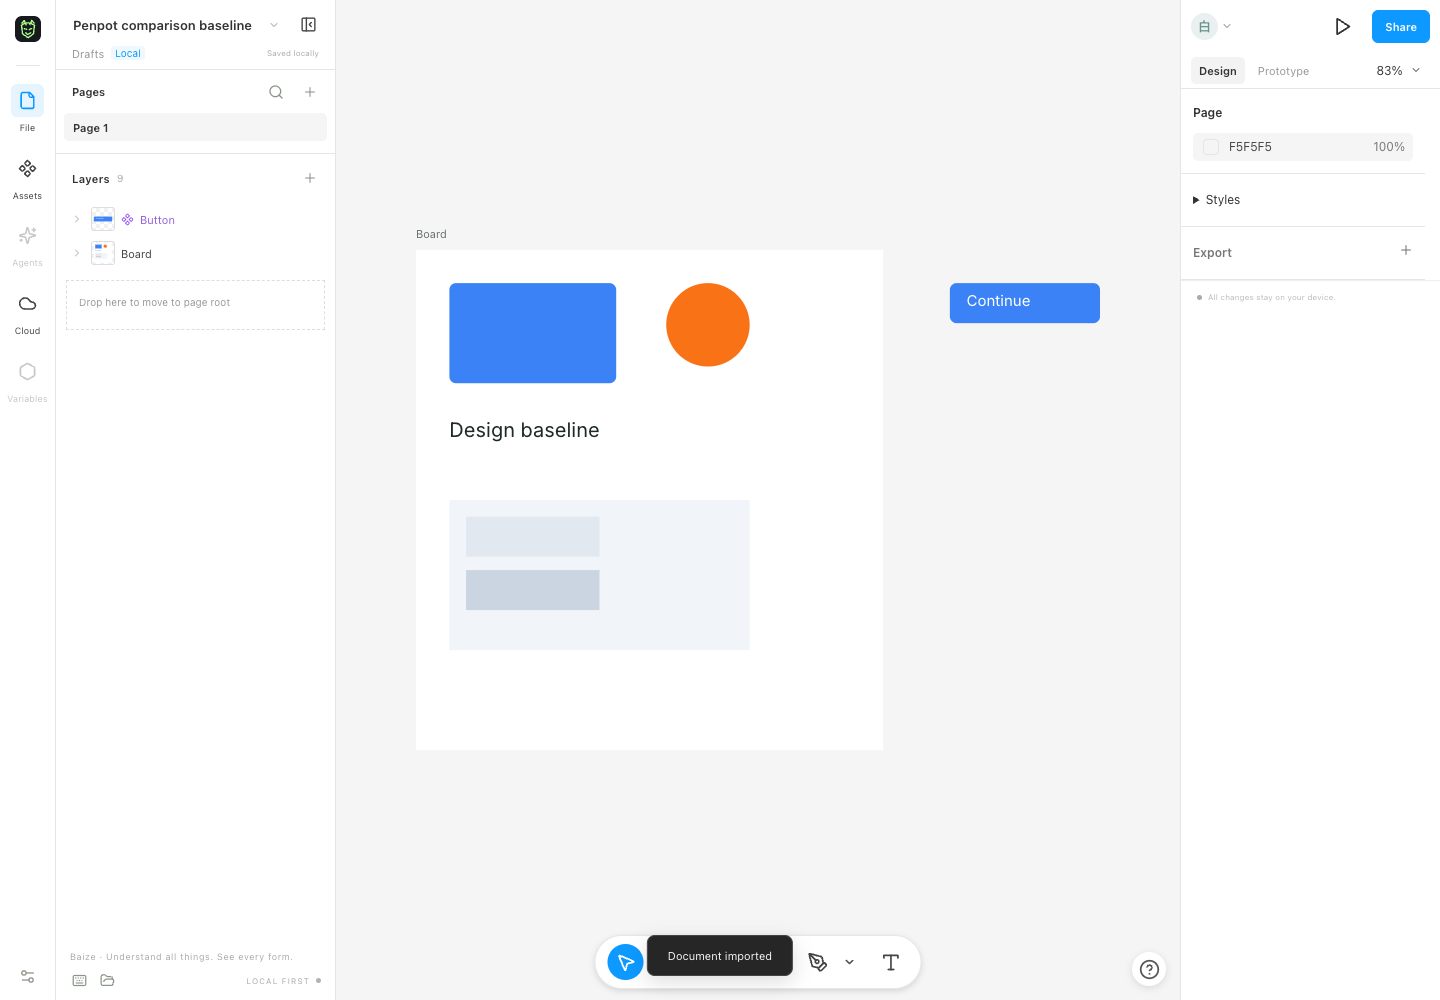 Penpot comparison baseline
Drafts Local Saved locally
File
Assets
Agents
Cloud
Variables
Pages
Page 1
Layers 9
Button
Board
Drop here to move to page root
Baize · Understand all things. See every form.
LOCAL FIRST
Board
Design baseline
Continue
Document imported
T
白
Share
Design Prototype 83%
Page
F5F5F5 100%
Styles
Export
All changes stay on your device.